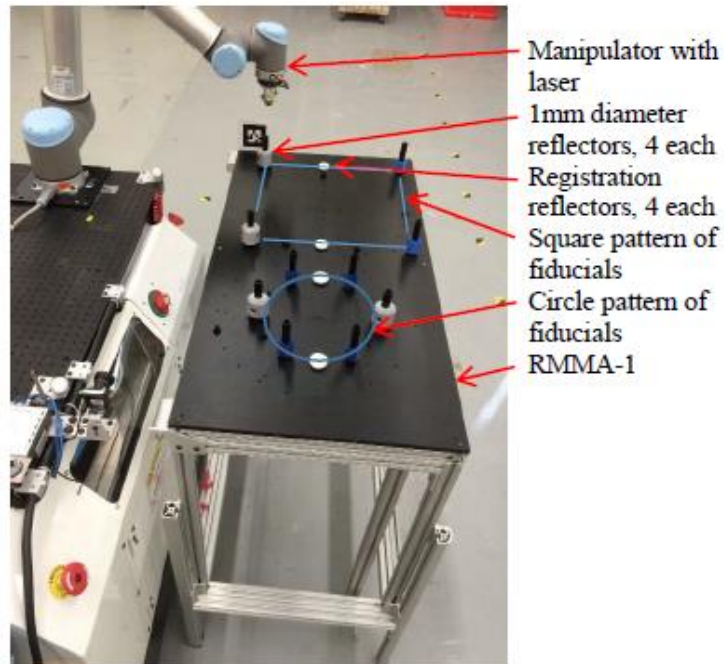 Manipulator with
laser
1mm diameter
reflectors, 4 each
Registration
reflectors, 4 each
Square pattern of
fiducials
Circle pattern of
fiducials
RMMA-1